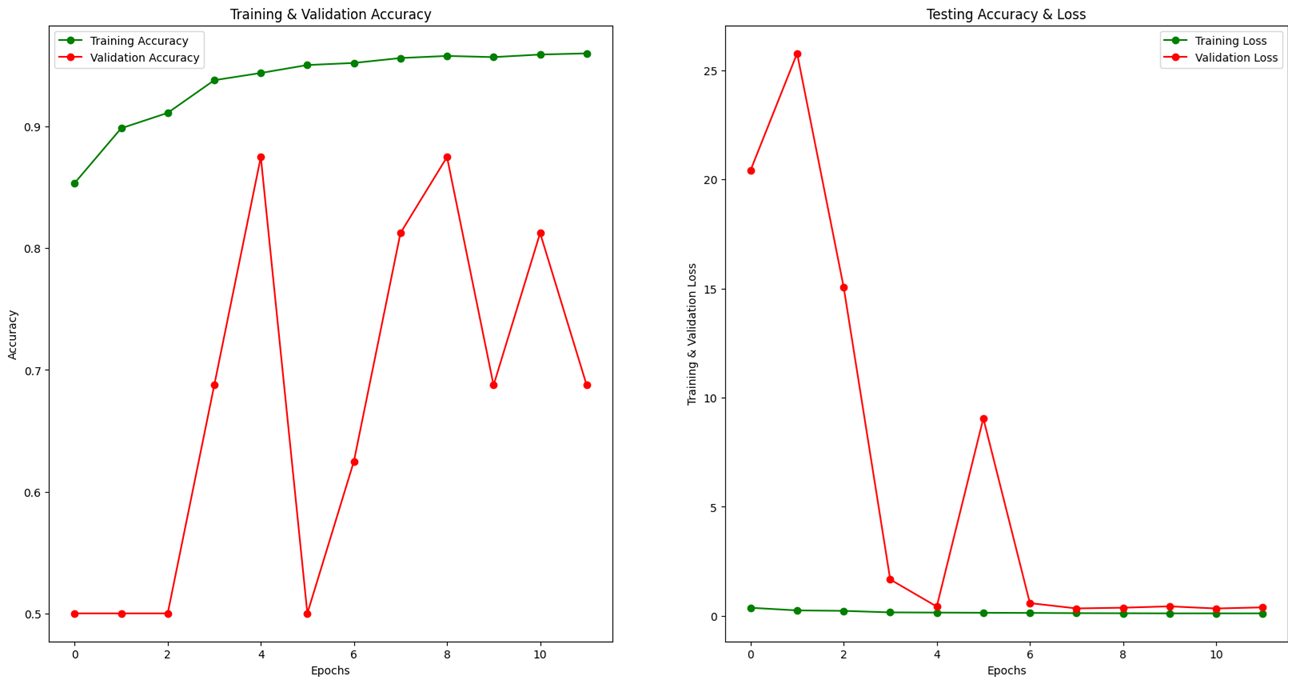 Training & Validation Accuracy
Training Accuracy
Validation Accuracy
0.9
0.8
0.7
0.6
0.5
Accuracy
0 2 4 6 8 10
Epochs
Testing Accuracy & Loss
Training Loss
Validation Loss
25
20
15
10
5
0
Training & Validation Loss
0 2 4 6 8 10
Epochs